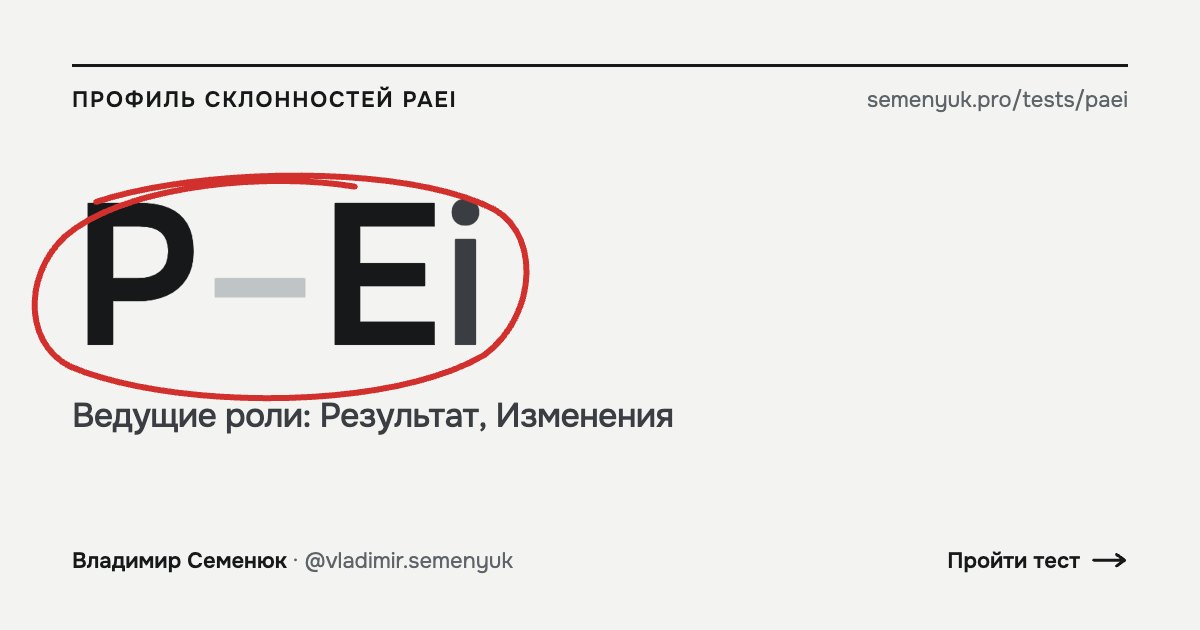 ПРОФИЛЬ СКЛОННОСТЕЙ PAEI
semenyuk.pro/tests/paei
P–Ei
Ведущие роли: Результат, Изменения
Владимир Семенюк · @vladimir.semenyuk
Пройти тест →